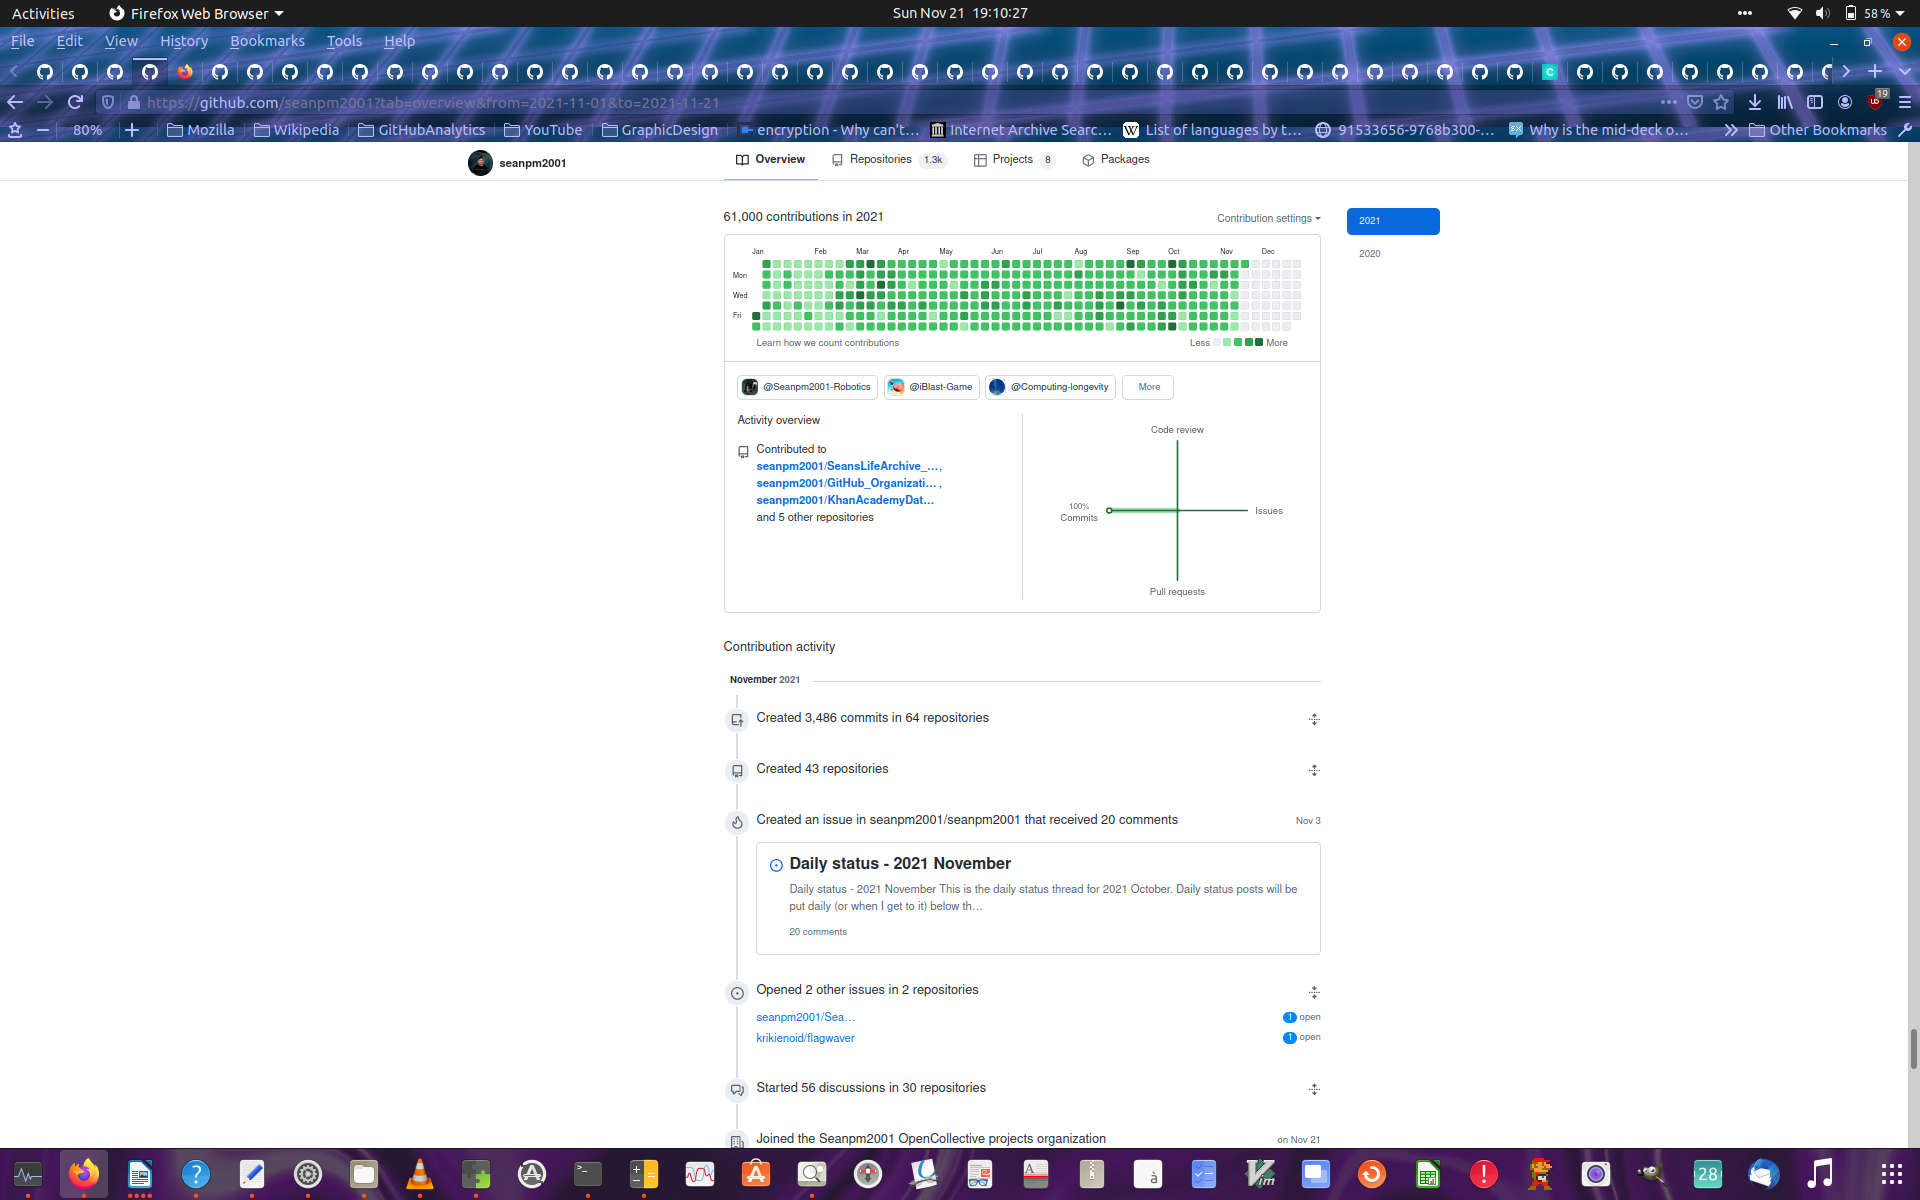 Activities
Firefox Web Browser
Sun Nov 21 19:10:27
58 %
File Edit View History Bookmarks Tools Help
https://github.com/seanpm2001?tab=overview&from=2021-11-01&to=2021-11-21
19
80%
Mozilla
Wikipedia
GitHubAnalytics
YouTube
GraphicDesign
encryption - Why can't…
Internet Archive Searc…
List of languages by t…
91533656-9768b300-…
Why is the mid-deck o…
Other Bookmarks
seanpm2001
Overview
Repositories 1.3k
Projects 8
Packages
61,000 contributions in 2021
Contribution settings
2021
2020
Jan Feb Mar Apr May Jun Jul Aug Sep Oct Nov Dec
Mon
Wed
Fri
Learn how we count contributions
Less More
@Seanpm2001-Robotics
@iBlast-Game
@Computing-longevity
More
Activity overview
Contributed to
seanpm2001/SeansLifeArchive_…,
seanpm2001/GitHub_Organizati… ,
seanpm2001/KhanAcademyDat…
and 5 other repositories
Code review
100%
Commits
Issues
Pull requests
Contribution activity
November 2021
Created 3,486 commits in 64 repositories
Created 43 repositories
Created an issue in seanpm2001/seanpm2001 that received 20 comments
Nov 3
Daily status - 2021 November
Daily status - 2021 November This is the daily status thread for 2021 October. Daily status posts will be
put daily (or when I get to it) below th…
20 comments
Opened 2 other issues in 2 repositories
seanpm2001/Sea…
1 open
krikienoid/flagwaver
1 open
Started 56 discussions in 30 repositories
Joined the Seanpm2001 OpenCollective projects organization
on Nov 21
28